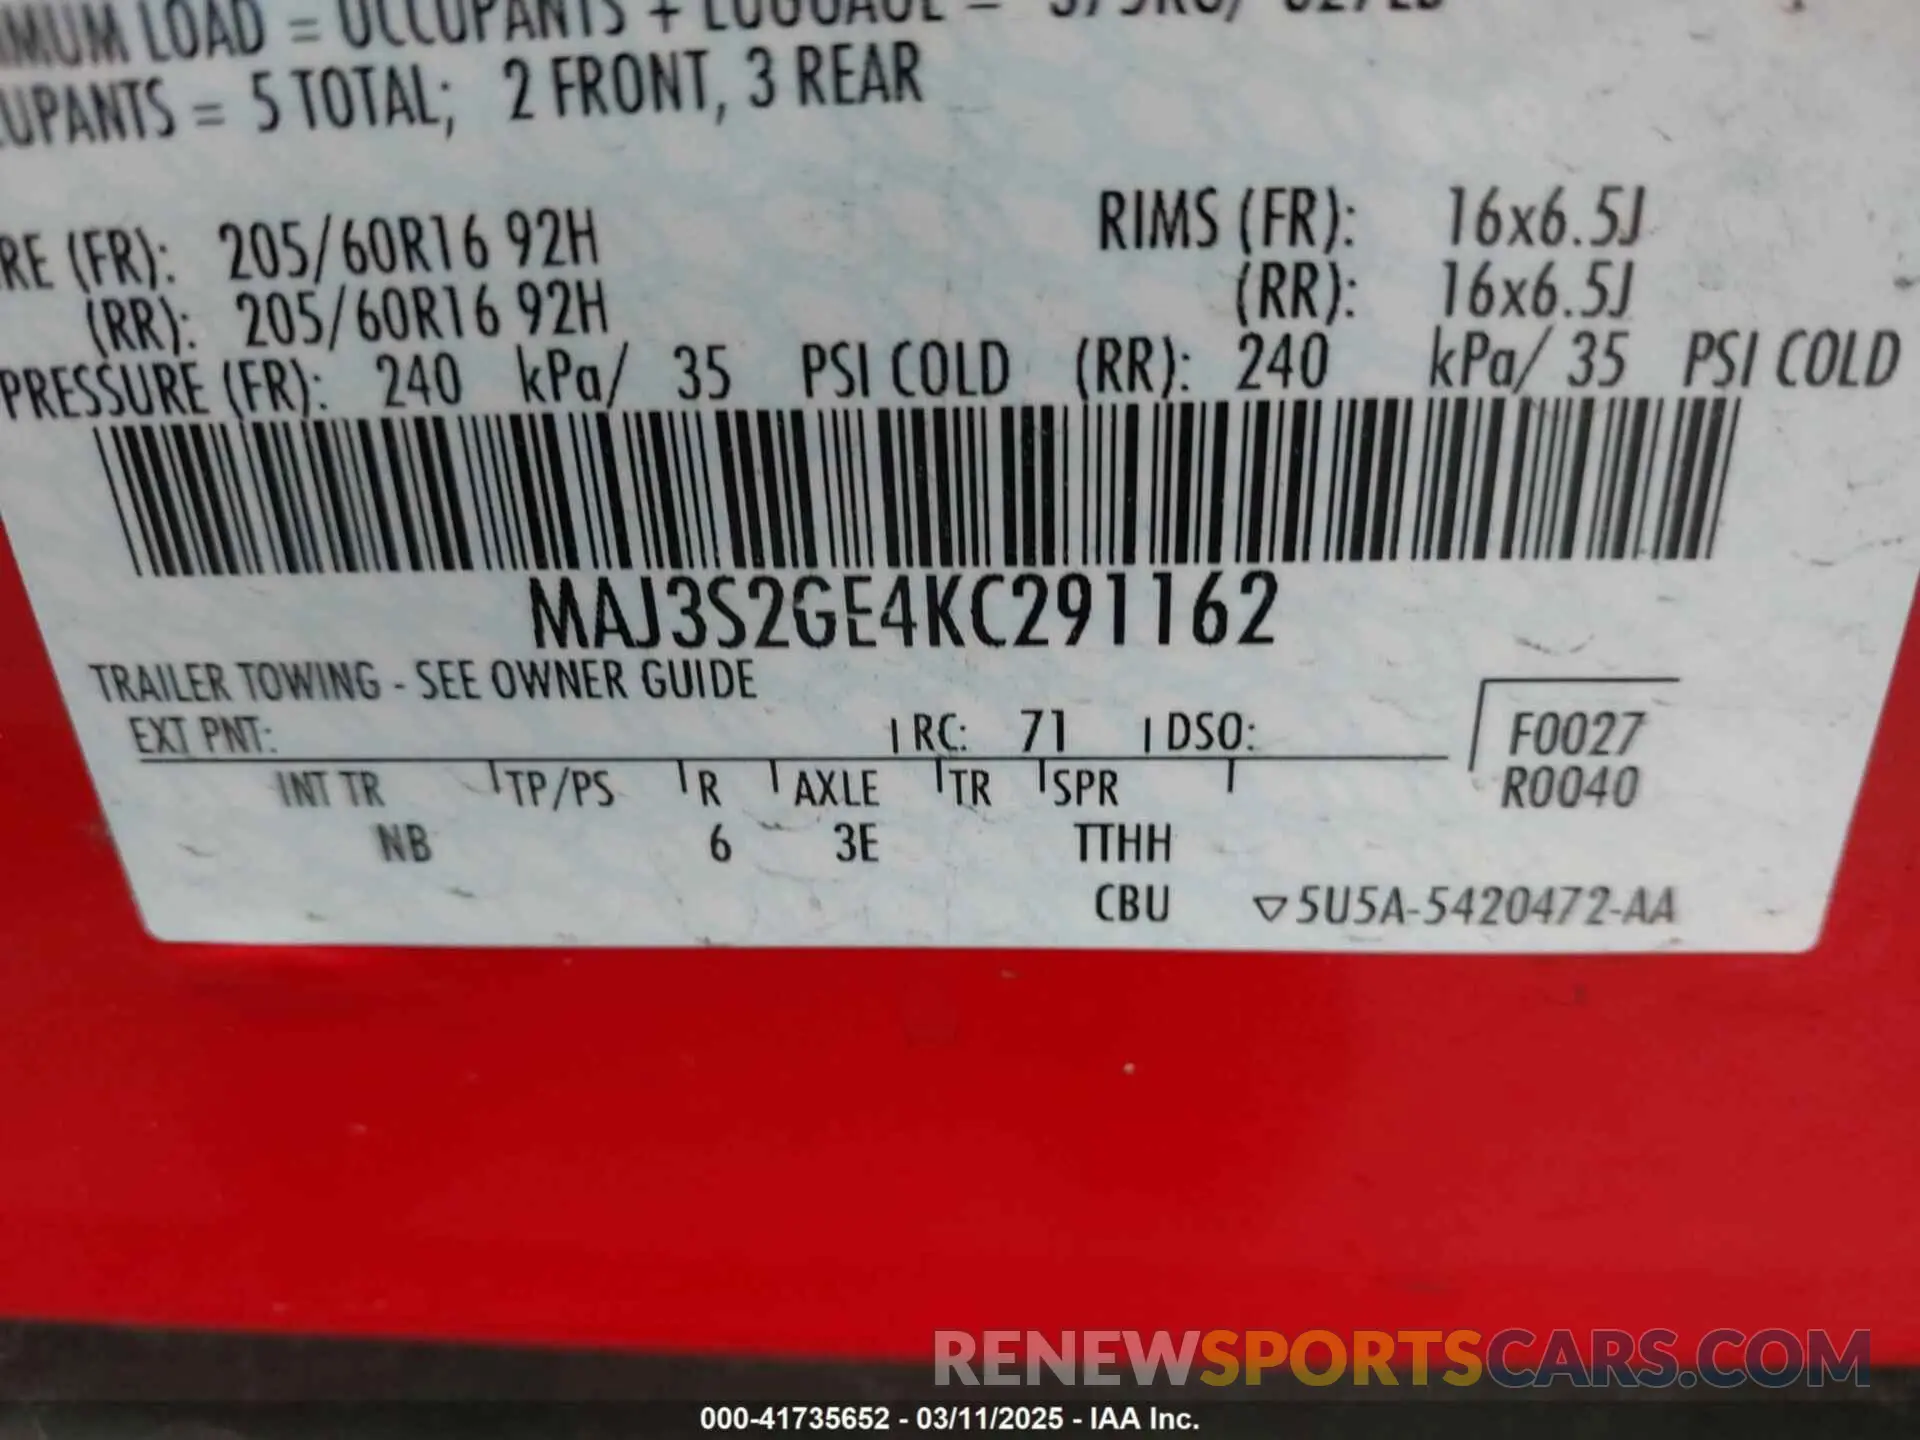 LOAD = OCCUPANTS + LUGGAGE =
= 5 TOTAL; 2 FRONT, 3 REAR
(FR): 205/60R16 92H RIMS (FR): 16x6.5J
(RR): 205/60R16 92H (RR): 16x6.5J
PRESSURE (FR): 240 kPa/ 35 PSI COLD (RR): 240 kPa/ 35 PSI COLD
MAJ3S2GE4KC291162
TRAILER TOWING - SEE OWNER GUIDE
EXT PNT: RC: 71 DSO: F0027
INT TR TP/PS R AXLE TR SPR R0040
NB 6 3E TTHH
CBU ▽5U5A-5420472-AA
RENEWSPORTSCARS.COM
000-41735652 - 03/11/2025 - IAA Inc.